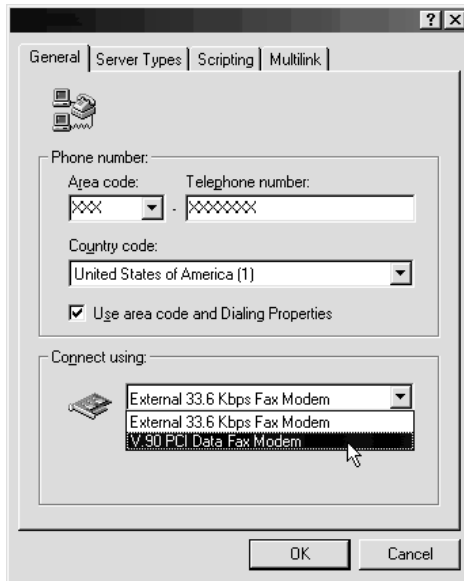 ? ×
General Server Types Scripting Multilink
Phone number:
Area code: Telephone number:
XXX - XXXXXXX
Country code:
United States of America (1)
Use area code and Dialing Properties
Connect using:
External 33.6 Kbps Fax Modem
External 33.6 Kbps Fax Modem
V.90 PCI Data Fax Modem
OK Cancel